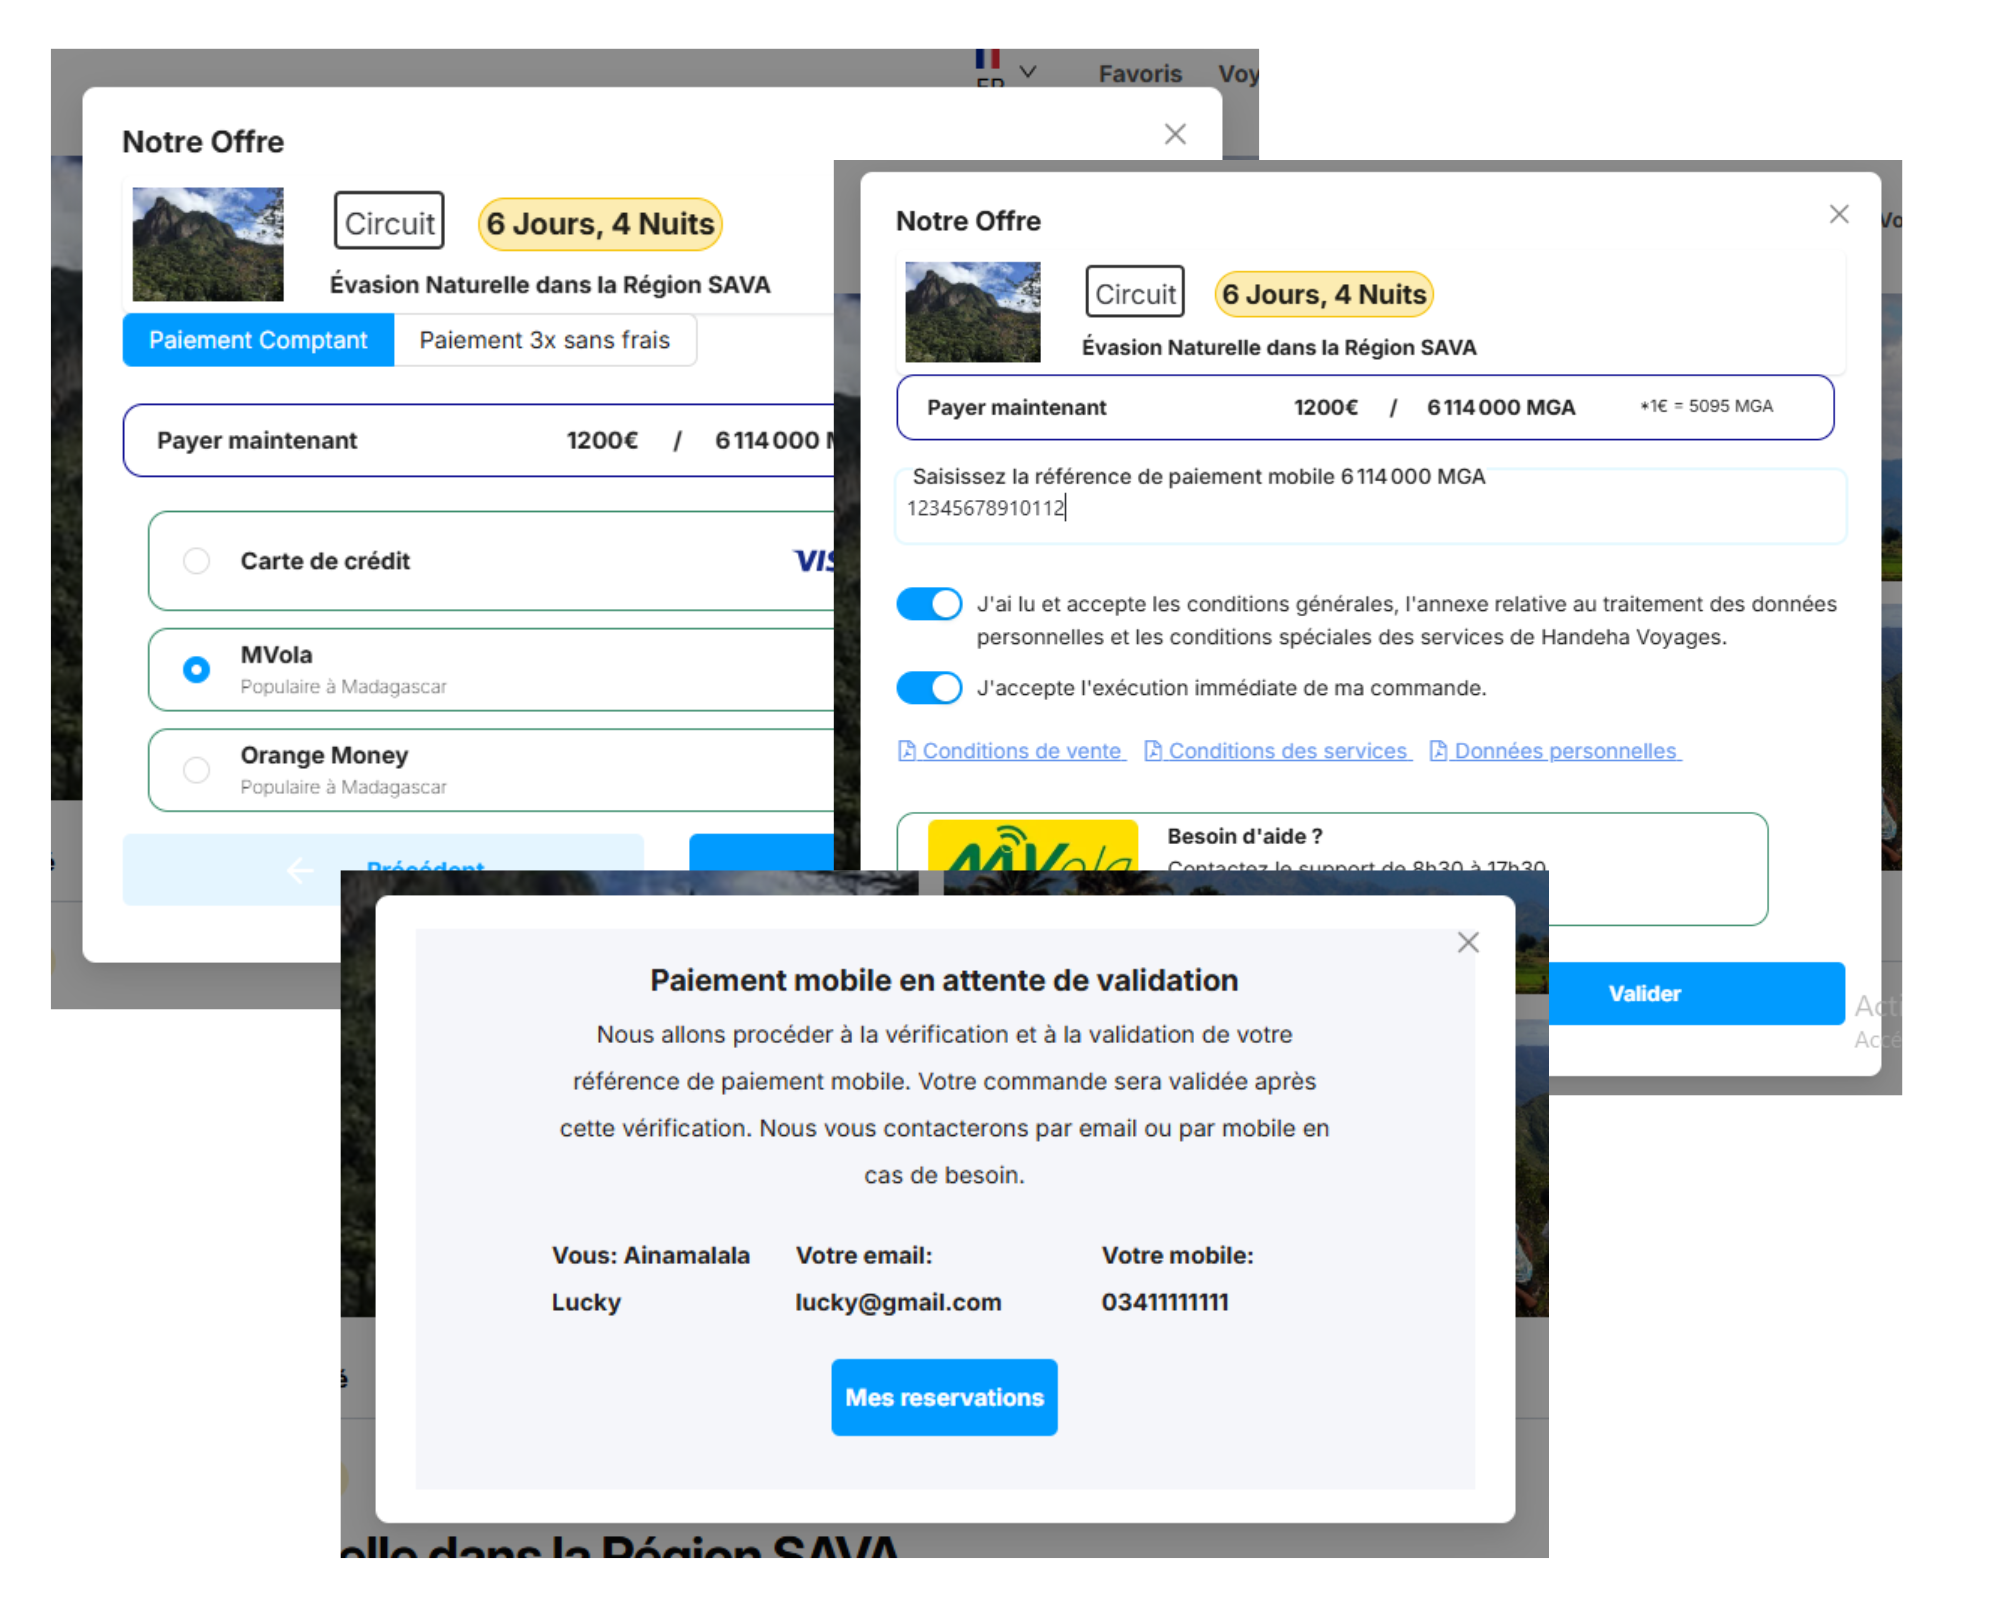 Favoris
Notre Offre
Circuit
6 Jours, 4 Nuits
Évasion Naturelle dans la Région SAVA
Paiement Comptant
Paiement 3x sans frais
Payer maintenant
1200€ / 6 114 000
Carte de crédit
MVola
Populaire à Madagascar
Orange Money
Populaire à Madagascar
Précédent
Notre Offre
Circuit
6 Jours, 4 Nuits
Évasion Naturelle dans la Région SAVA
Payer maintenant
1200€ / 6 114 000 MGA
*1€ = 5095 MGA
Saisissez la référence de paiement mobile 6 114 000 MGA
12345678910112
J'ai lu et accepte les conditions générales, l'annexe relative au traitement des données
personnelles et les conditions spéciales des services de Handeha Voyages.
J'accepte l'exécution immédiate de ma commande.
Conditions de vente Conditions des services Données personnelles
MVola
Besoin d'aide ?
Contactez le support de 8h30 à 17h30
Valider
Paiement mobile en attente de validation
Nous allons procéder à la vérification et à la validation de votre
référence de paiement mobile. Votre commande sera validée après
cette vérification. Nous vous contacterons par email ou par mobile en
cas de besoin.
Vous: Ainamalala
Lucky
Votre email:
lucky@gmail.com
Votre mobile:
03411111111
Mes reservations
dans la Région SAVA